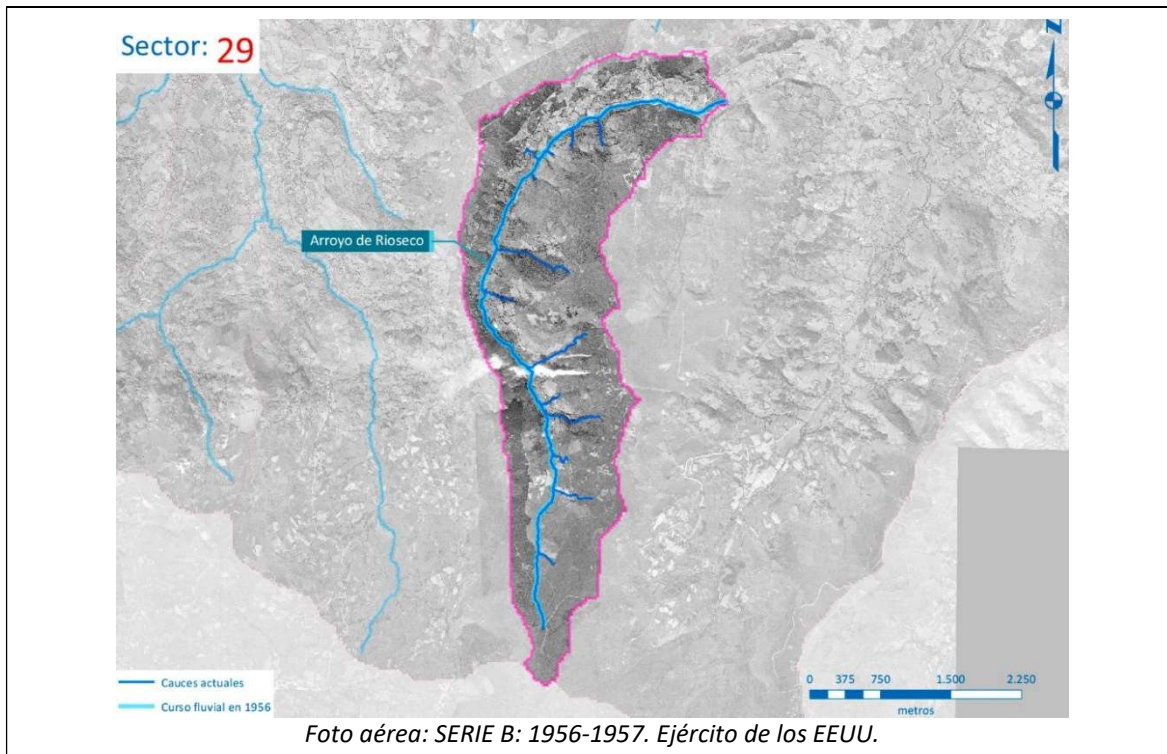 Sector: 29
N
Arroyo de Rioseco
Cauces actuales
Curso fluvial en 1956
0 375 750 1.500 2.250
metros
Foto aérea: SERIE B: 1956-1957. Ejército de los EEUU.